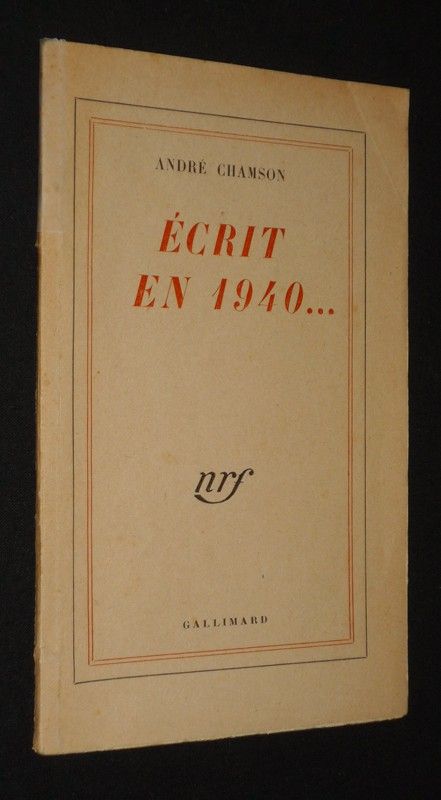 ANDRÉ CHAMSON
ÉCRIT
EN 1940...
nrf
GALLIMARD